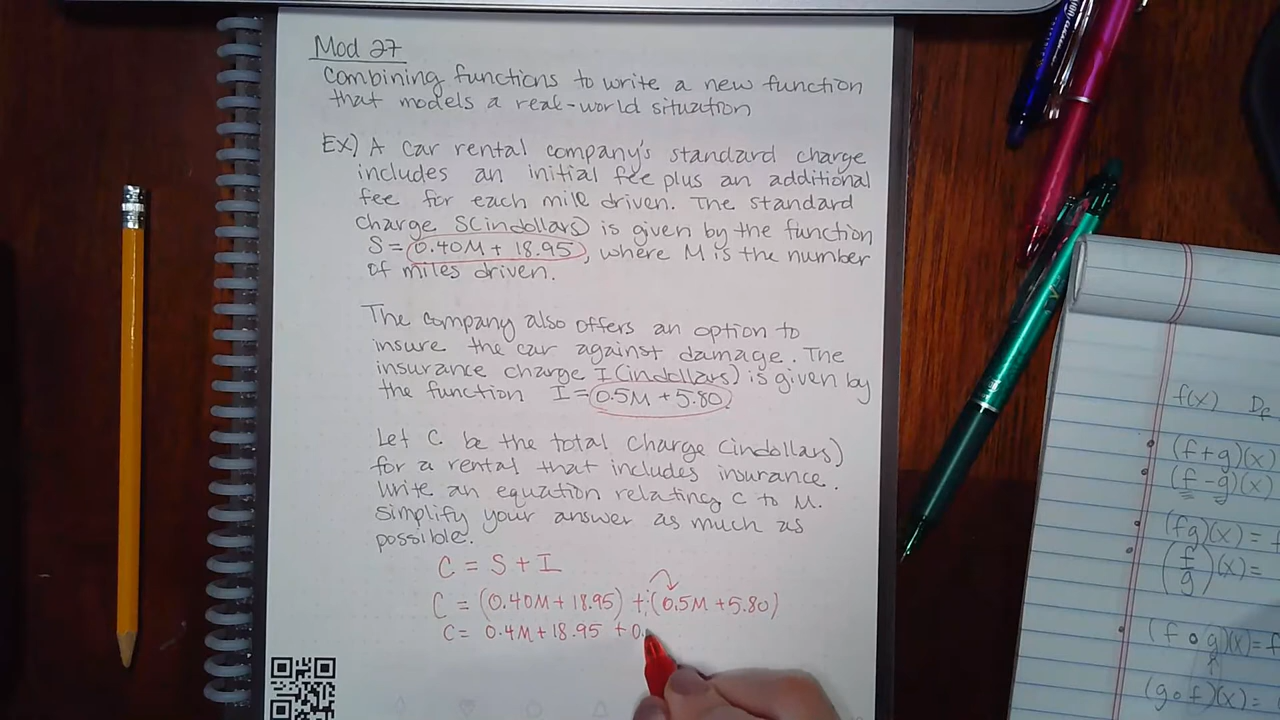 Mod 27
Combining functions to write a new function
that models a real-world situation
Ex) A car rental company's standard charge
includes an initial fee plus an additional
fee for each mile driven. The standard
charge S(in dollars) is given by the function
S = 0.40M + 18.95, where M is the number
of miles driven.
The company also offers an option to
insure the car against damage. The
insurance charge I (in dollars) is given by
the function I = 0.5M + 5.80.
Let C. be the total charge (in dollars)
for a rental that includes insurance.
Write an equation relating C to M.
Simplify your answer as much as
possible.
C = S + I
C = (0.40M + 18.95) + (0.5M + 5.80)
C = 0.4M + 18.95 + 0.
f(x) Df
(f+g)(x)
(f-g)(x)
(fg)(x) = f
(f/g)(x) =
(f o g)(x) = f
(g o f)(x) =